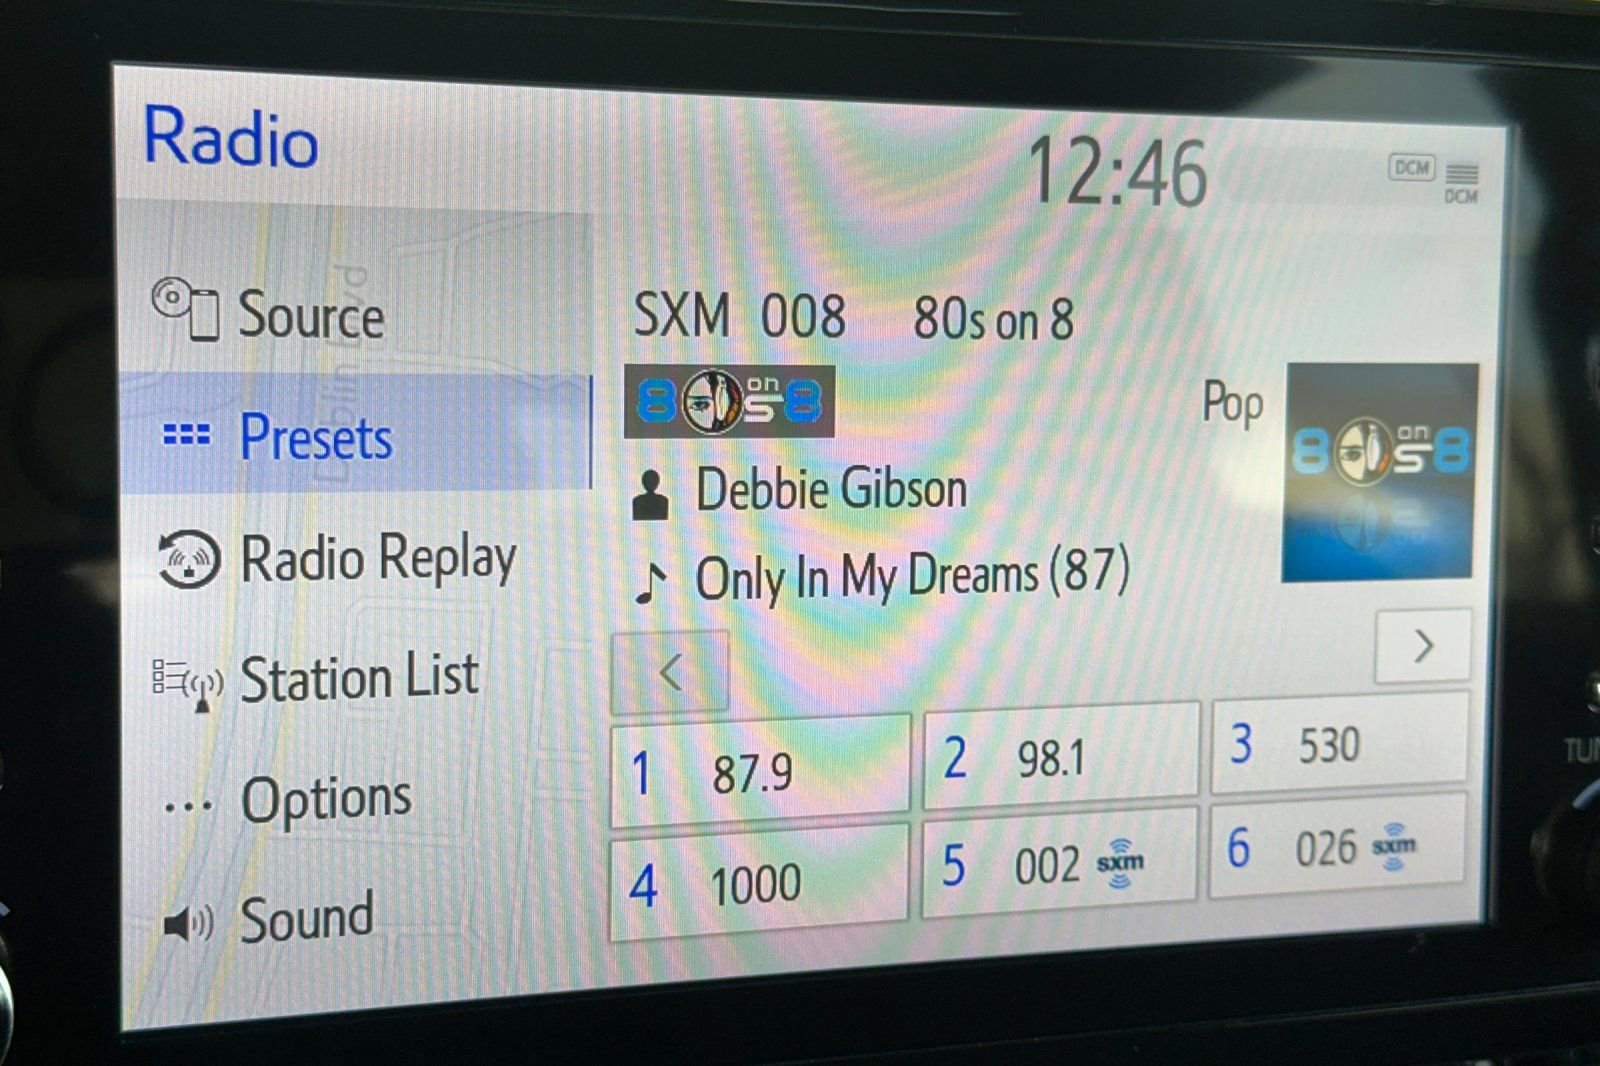 Radio
12:46
DCM
DCM
Source
Presets
Radio Replay
Station List
Options
Sound
SXM 008 80s on 8
80s on 8
Pop
80s on 8
Debbie Gibson
Only In My Dreams (87)
<
>
1 87.9
2 98.1
3 530
4 1000
5 002 sxm
6 026 sxm